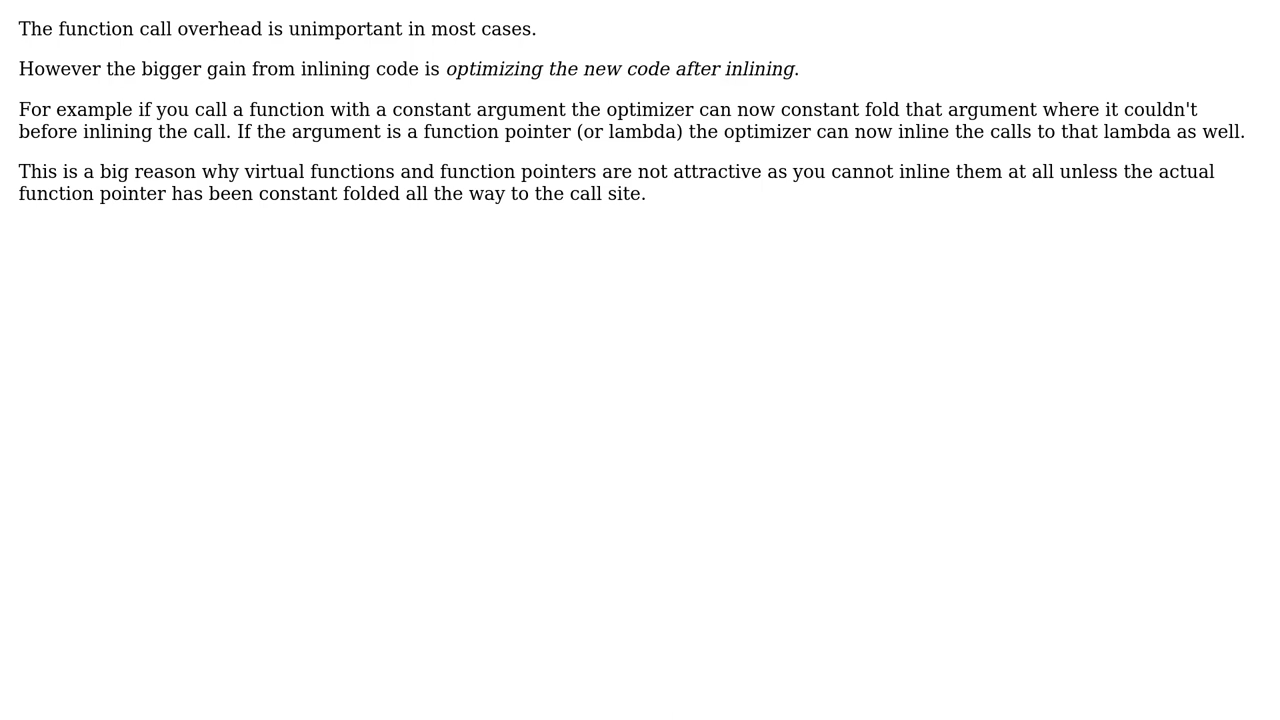 The function call overhead is unimportant in most cases.
However the bigger gain from inlining code is optimizing the new code after inlining.
For example if you call a function with a constant argument the optimizer can now constant fold that argument where it couldn't
before inlining the call. If the argument is a function pointer (or lambda) the optimizer can now inline the calls to that lambda as well.
This is a big reason why virtual functions and function pointers are not attractive as you cannot inline them at all unless the actual
function pointer has been constant folded all the way to the call site.